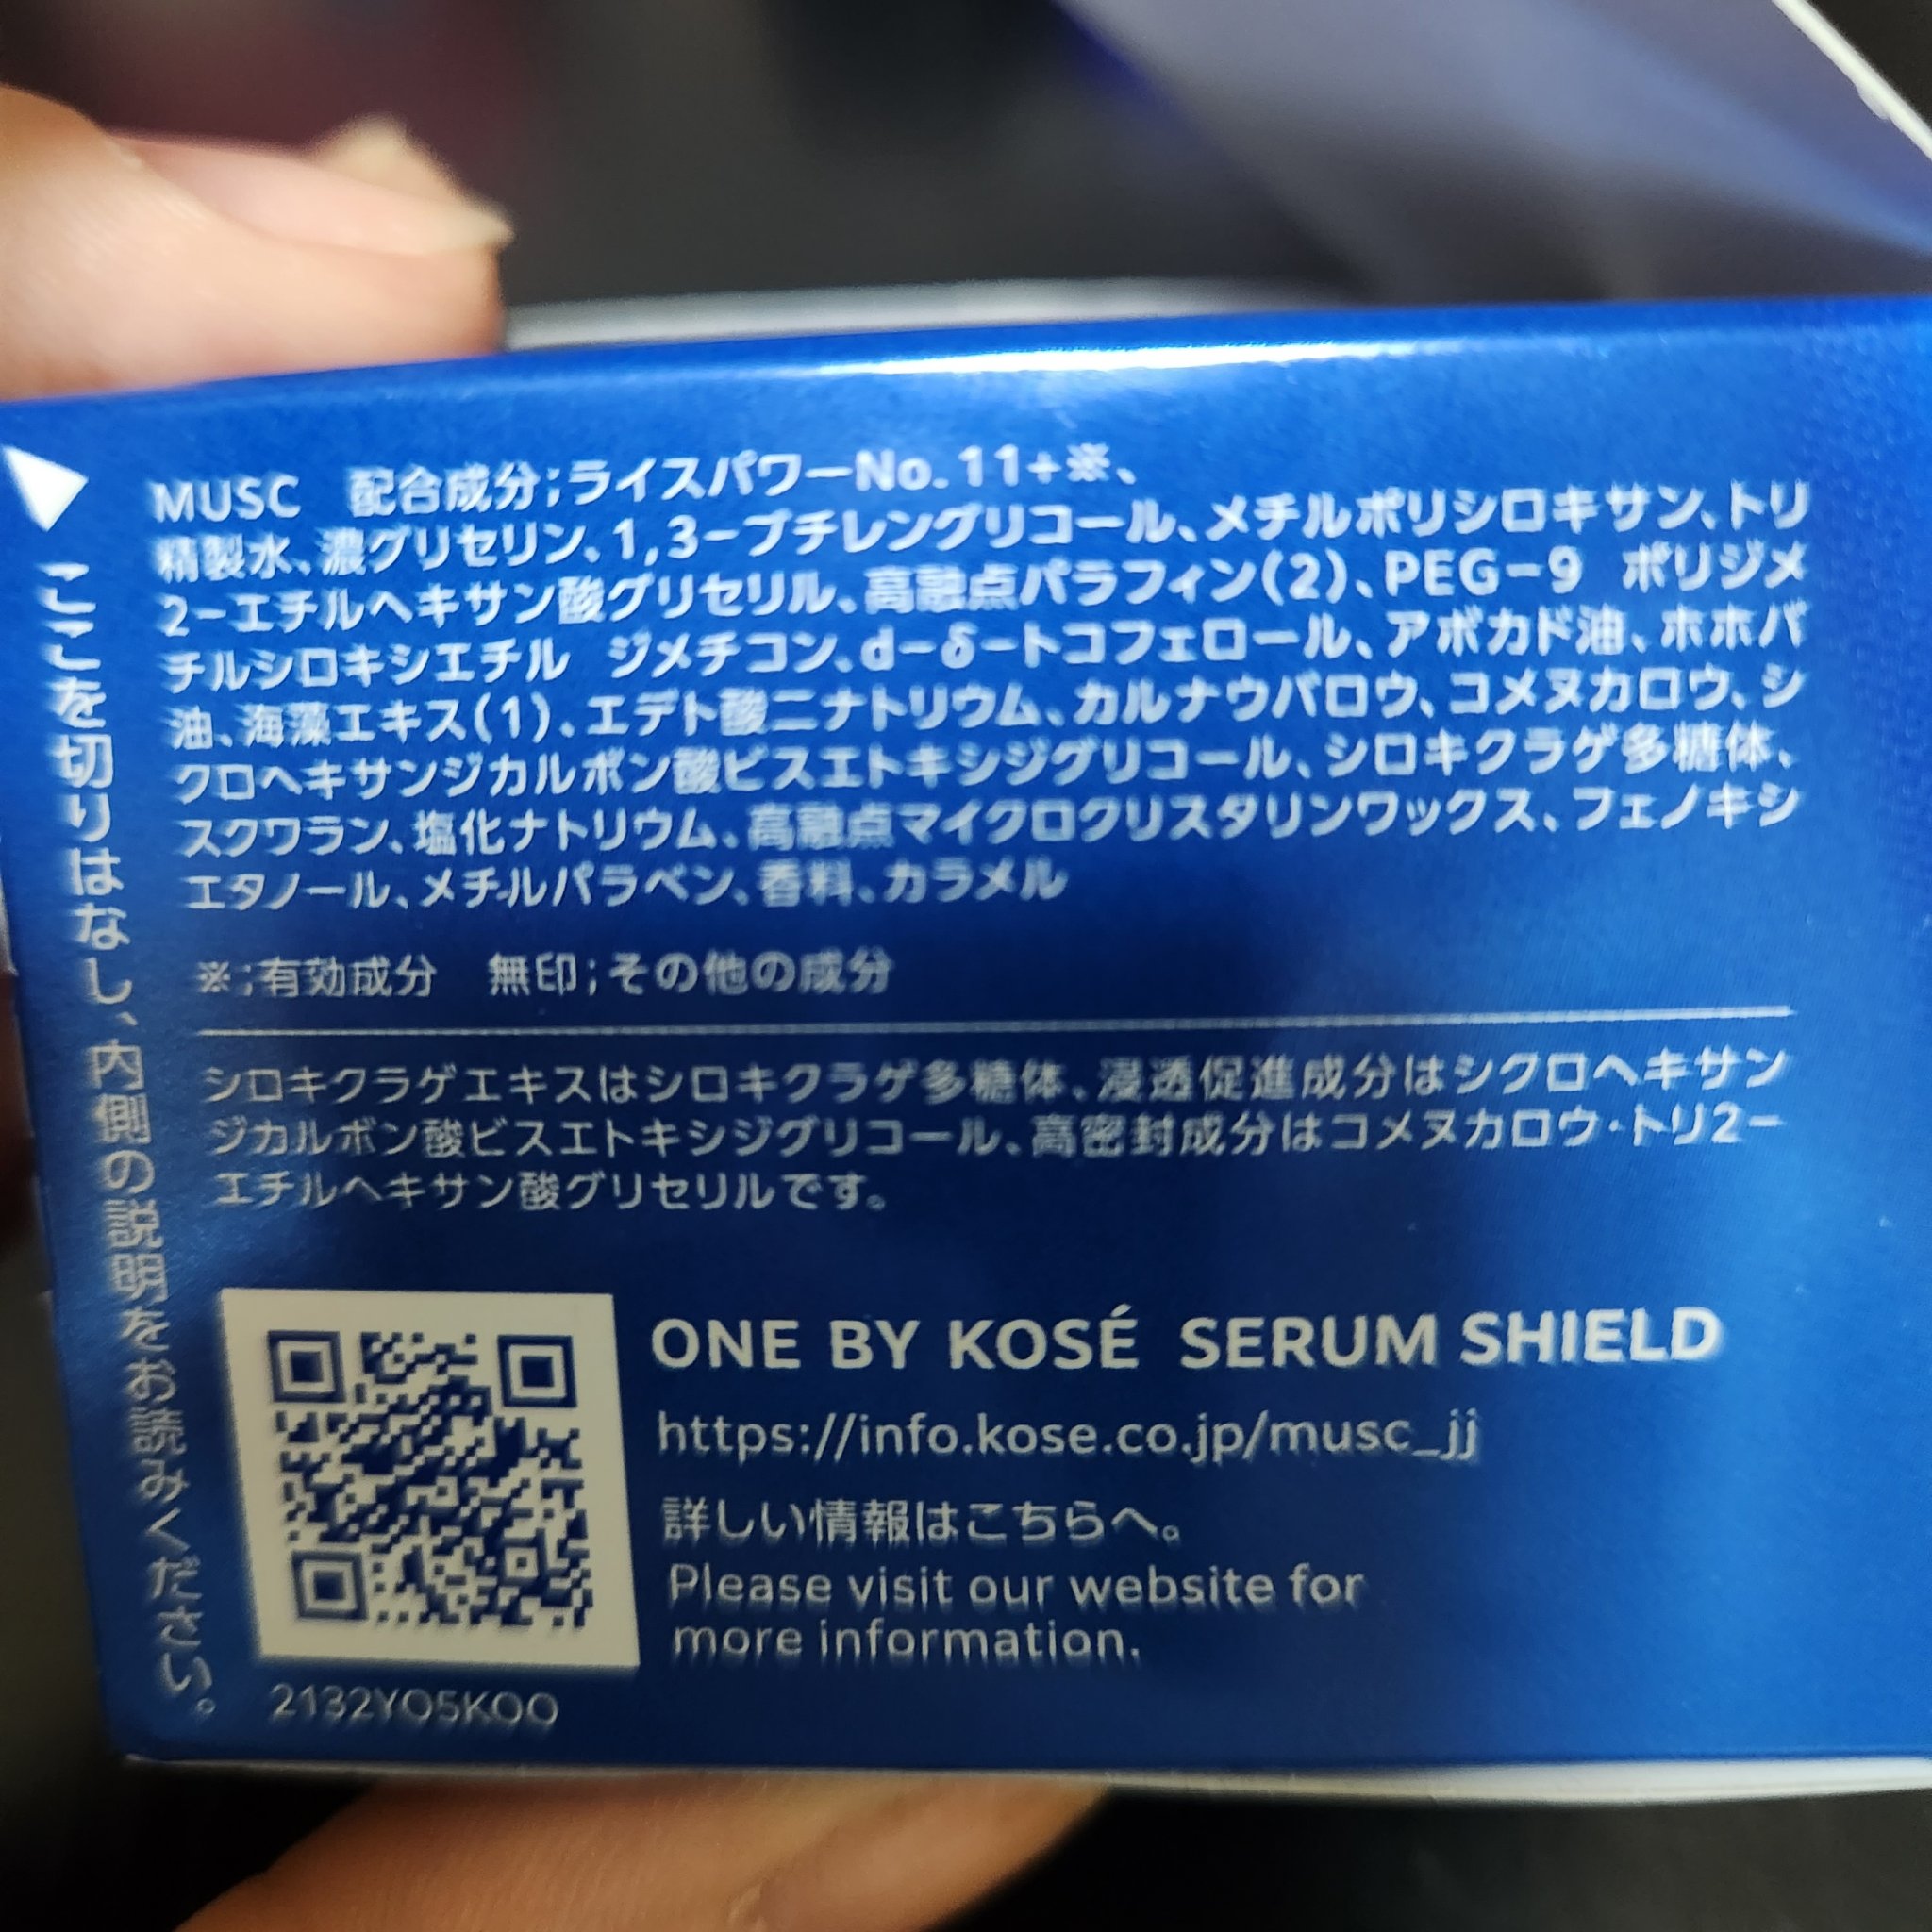 MUSC 配合成分;ライスパワーNo.11+※、
精製水、濃グリセリン、1,3-ブチレングリコール、メチルポリシロキサン、トリ
2-エチルヘキサン酸グリセリル、高融点パラフィン(2)、PEG-9 ポリジメ
チルシロキシエチル ジメチコン、d-δ-トコフェロール、アボカド油、ホホバ
油、海藻エキス(1)、エデト酸二ナトリウム、カルナウバロウ、コメヌカロウ、シ
クロヘキサンジカルボン酸ビスエトキシジグリコール、シロキクラゲ多糖体、
スクワラン、塩化ナトリウム、高融点マイクロクリスタリンワックス、フェノキシ
エタノール、メチルパラベン、香料、カラメル
※;有効成分 無印;その他の成分
シロキクラゲエキスはシロキクラゲ多糖体、浸透促進成分はシクロヘキサン
ジカルボン酸ビスエトキシジグリコール、高密封成分はコメヌカロウ・トリ2-
エチルヘキサン酸グリセリルです。
ONE BY KOSÉ SERUM SHIELD
https://info.kose.co.jp/musc_jj
詳しい情報はこちらへ。
Please visit our website for
more information.
2132YO5KOO
ここを切りはなし、内側の説明をお読みください。